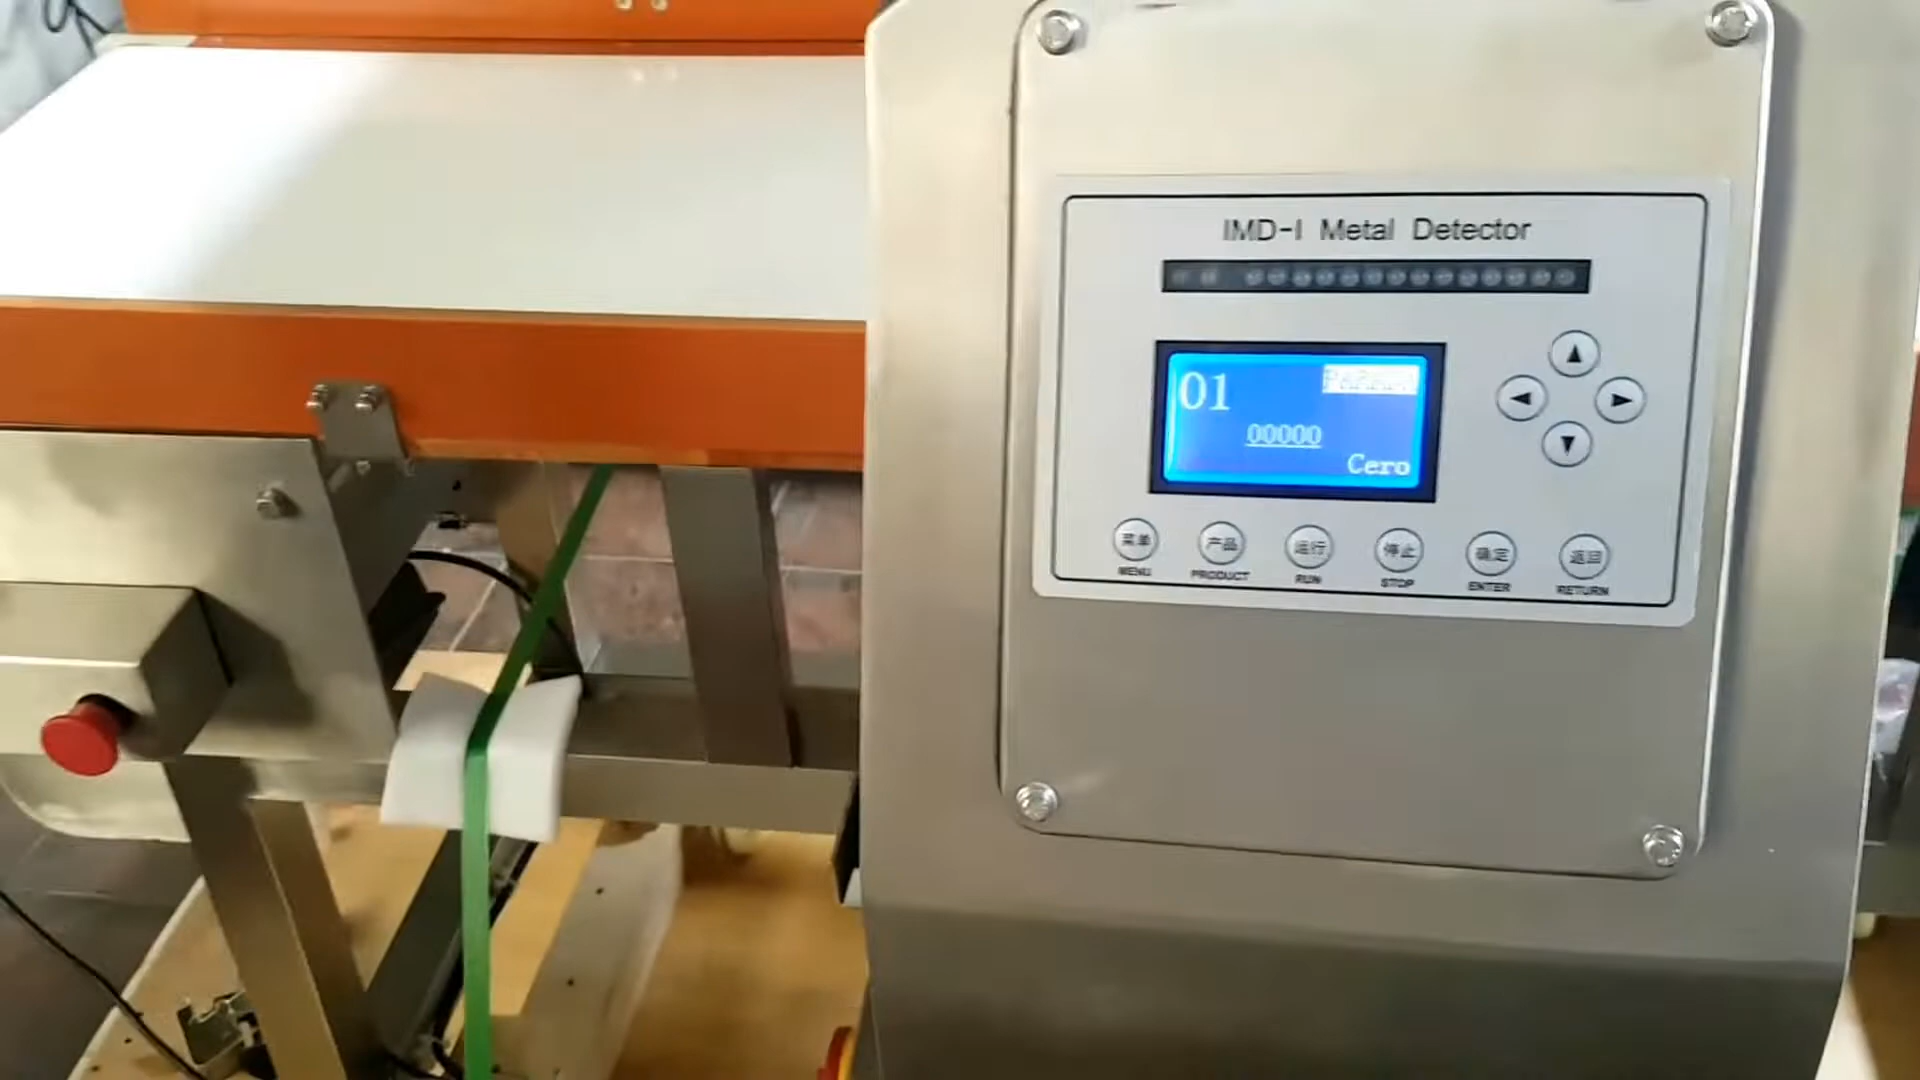 IMD-I Metal Detector
01
00000
Cero
菜单 产品 运行 停止 确定 返回
MENU PRODUCT RUN STOP ENTER RETURN